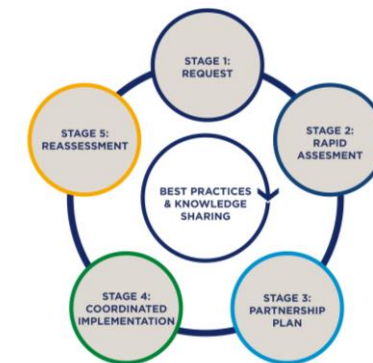 STAGE 1:
REQUEST
STAGE 2:
RAPID
ASSESMENT
STAGE 3:
PARTNERSHIP
PLAN
STAGE 4:
COORDINATED
IMPLEMENTATION
STAGE 5:
REASSESSMENT
BEST PRACTICES
& KNOWLEDGE
SHARING